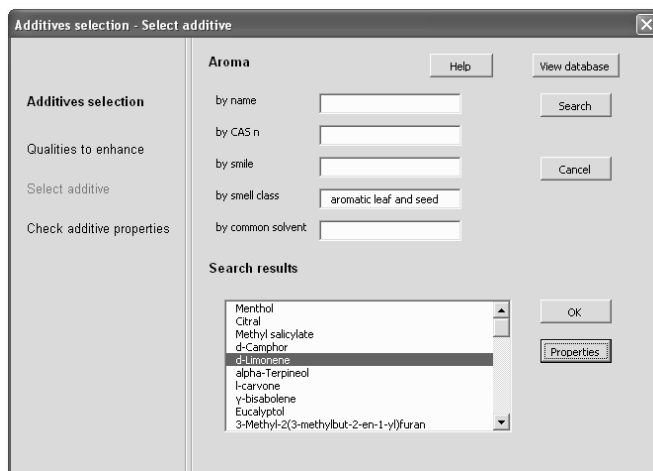 Additives selection - Select additive
Aroma
Help
View database
Additives selection
by name
Search
by CAS n
Qualities to enhance
by smile
Cancel
Select additive
by smell class
aromatic leaf and seed
Check additive properties
by common solvent
Search results
Menthol
Citral
Methyl salicylate
d-Camphor
d-Limonene
alpha-Terpineol
l-carvone
γ-bisabolene
Eucalyptol
3-Methyl-2(3-methylbut-2-en-1-yl)furan
OK
Properties